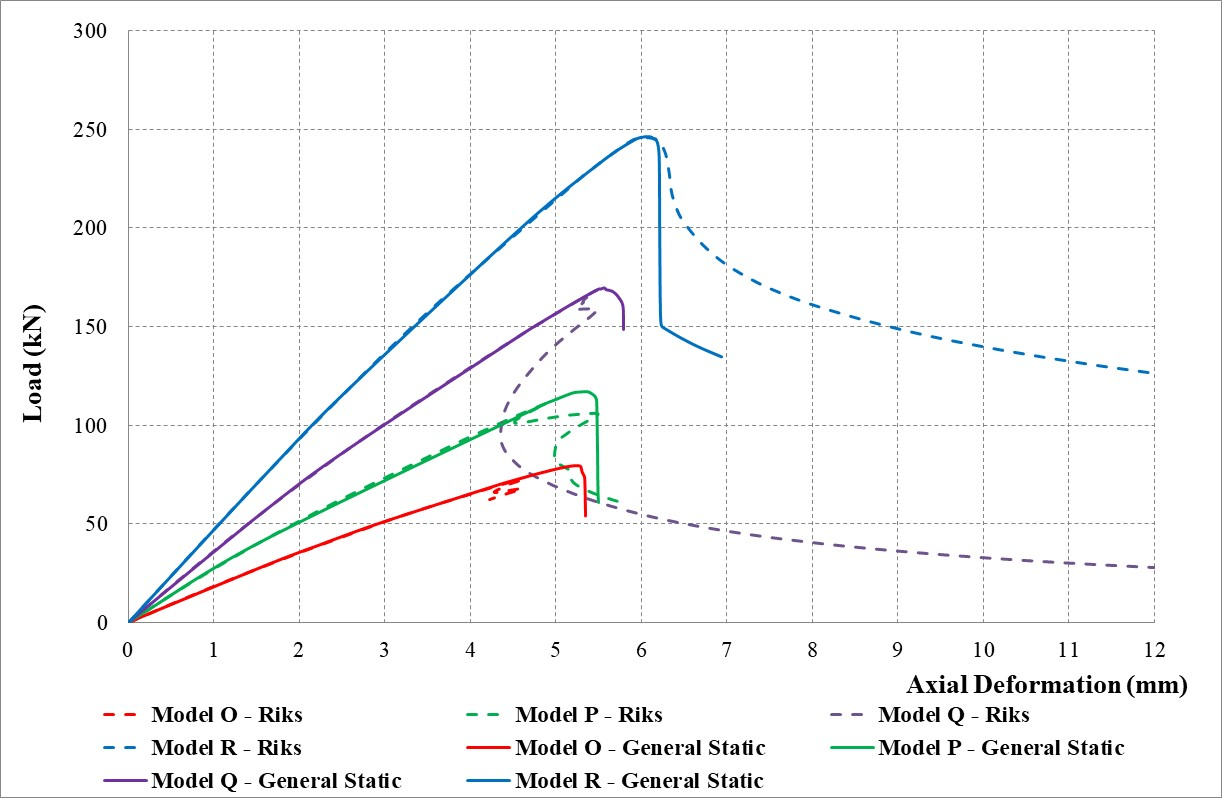 300
250
200
150
100
50
0
Load (kN)
0 1 2 3 4 5 6 7 8 9 10 11 12
Axial Deformation (mm)
Model O - Riks Model P - Riks Model Q - Riks
Model R - Riks Model O - General Static Model P - General Static
Model Q - General Static Model R - General Static